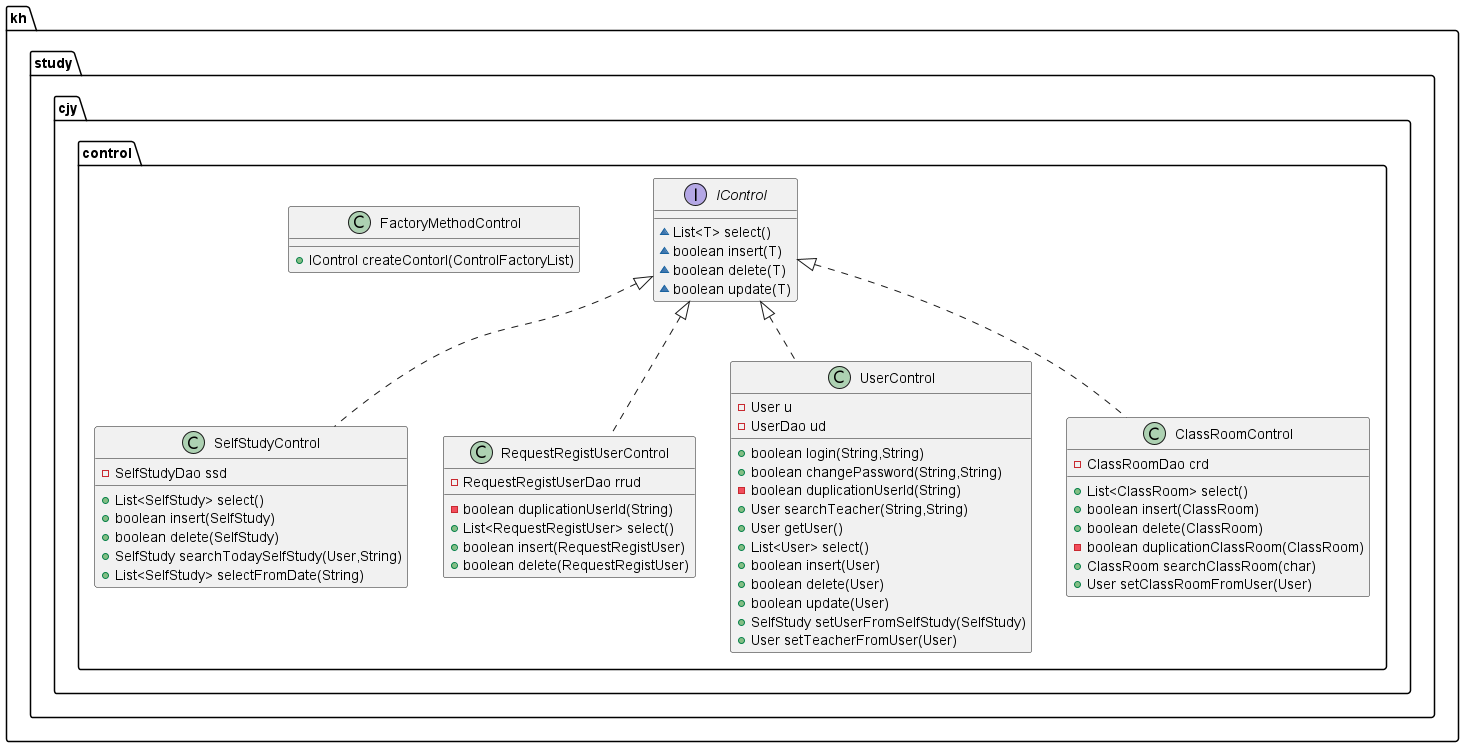 kh
study
cjy
control
I IControl
List<T> select()
boolean insert(T)
boolean delete(T)
boolean update(T)
C FactoryMethodControl
IControl createContorl(ControlFactoryList)
C SelfStudyControl
SelfStudyDao ssd
List<SelfStudy> select()
boolean insert(SelfStudy)
boolean delete(SelfStudy)
SelfStudy searchTodaySelfStudy(User,String)
List<SelfStudy> selectFromDate(String)
C RequestRegistUserControl
RequestRegistUserDao rrud
boolean duplicationUserId(String)
List<RequestRegistUser> select()
boolean insert(RequestRegistUser)
boolean delete(RequestRegistUser)
C UserControl
User u
UserDao ud
boolean login(String,String)
boolean changePassword(String,String)
boolean duplicationUserId(String)
User searchTeacher(String,String)
User getUser()
List<User> select()
boolean insert(User)
boolean delete(User)
boolean update(User)
SelfStudy setUserFromSelfStudy(SelfStudy)
User setTeacherFromUser(User)
C ClassRoomControl
ClassRoomDao crd
List<ClassRoom> select()
boolean insert(ClassRoom)
boolean delete(ClassRoom)
boolean duplicationClassRoom(ClassRoom)
ClassRoom searchClassRoom(char)
User setClassRoomFromUser(User)